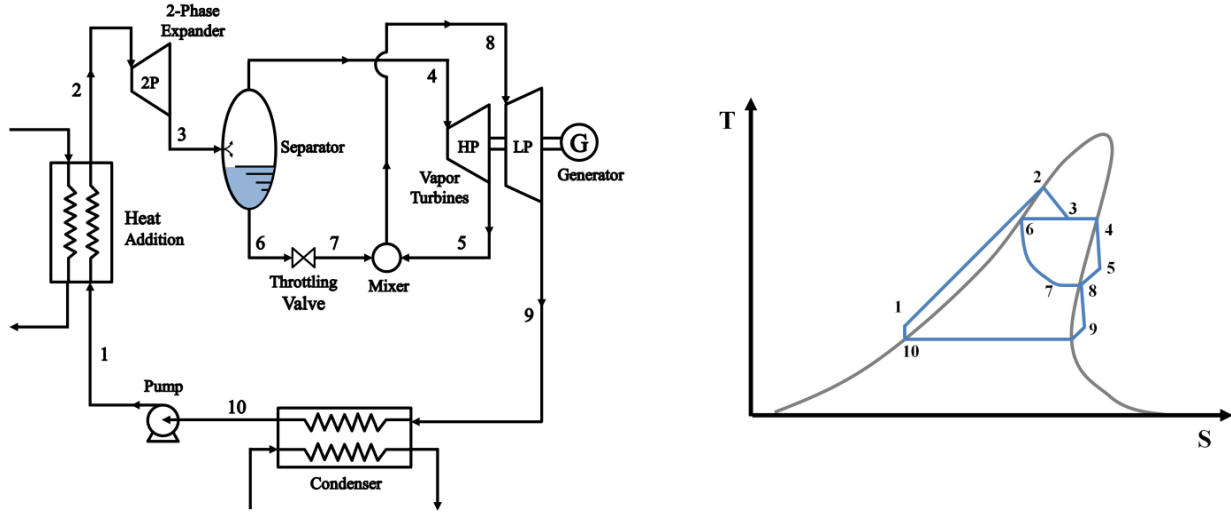 2-Phase
Expander
2
2P
3
Separator
4
8
HP
LP
G
Vapor
Turbines
Generator
Heat
Addition
6
7
5
Throttling
Valve
Mixer
9
1
Pump
10
Condenser
T
2
3
6
4
5
7
8
1
9
10
S